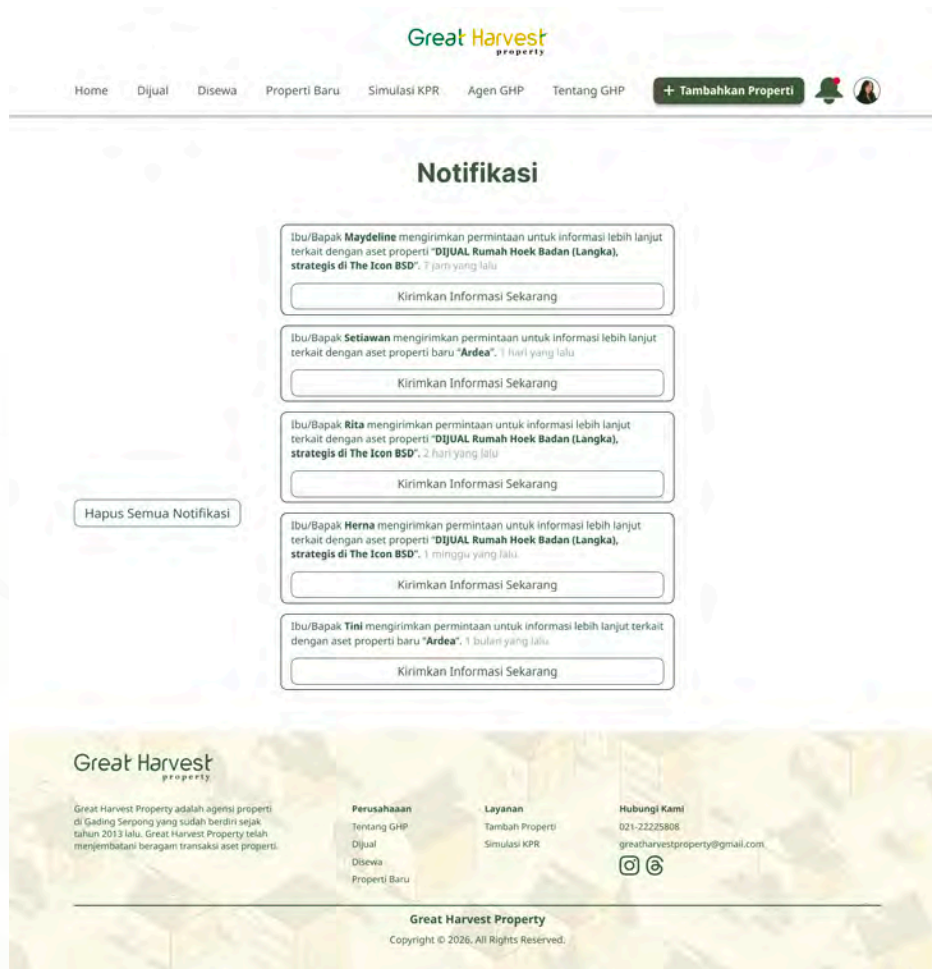 Great Harvest
property
Home Dijual Disewa Properti Baru Simulasi KPR Agen GHP Tentang GHP + Tambahkan Properti
Notifikasi
Ibu/Bapak Maydeline mengirimkan permintaan untuk informasi lebih lanjut
terkait dengan aset properti "DIJUAL Rumah Hoek Badan (Langka),
strategis di The Icon BSD". 7 jam yang lalu
Kirimkan Informasi Sekarang
Ibu/Bapak Setiawan mengirimkan permintaan untuk informasi lebih lanjut
terkait dengan aset properti baru "Ardea". 1 hari yang lalu
Kirimkan Informasi Sekarang
Ibu/Bapak Rita mengirimkan permintaan untuk informasi lebih lanjut
terkait dengan aset properti "DIJUAL Rumah Hoek Badan (Langka),
strategis di The Icon BSD". 2 hari yang lalu
Kirimkan Informasi Sekarang
Hapus Semua Notifikasi
Ibu/Bapak Herna mengirimkan permintaan untuk informasi lebih lanjut
terkait dengan aset properti "DIJUAL Rumah Hoek Badan (Langka),
strategis di The Icon BSD". 1 minggu yang lalu
Kirimkan Informasi Sekarang
Ibu/Bapak Tini mengirimkan permintaan untuk informasi lebih lanjut terkait
dengan aset properti baru "Ardea". 1 bulan yang lalu
Kirimkan Informasi Sekarang
Great Harvest
property
Great Harvest Property adalah agensi properti
di Gading Serpong yang sudah berdiri sejak
tahun 2013 lalu. Great Harvest Property telah
menjembatani beragam transaksi aset properti.
Perusahaaan
Tentang GHP
Dijual
Disewa
Properti Baru
Layanan
Tambah Properti
Simulasi KPR
Hubungi Kami
021-22225808
greatharvestproperty@gmail.com
Great Harvest Property
Copyright © 2026. All Rights Reserved.